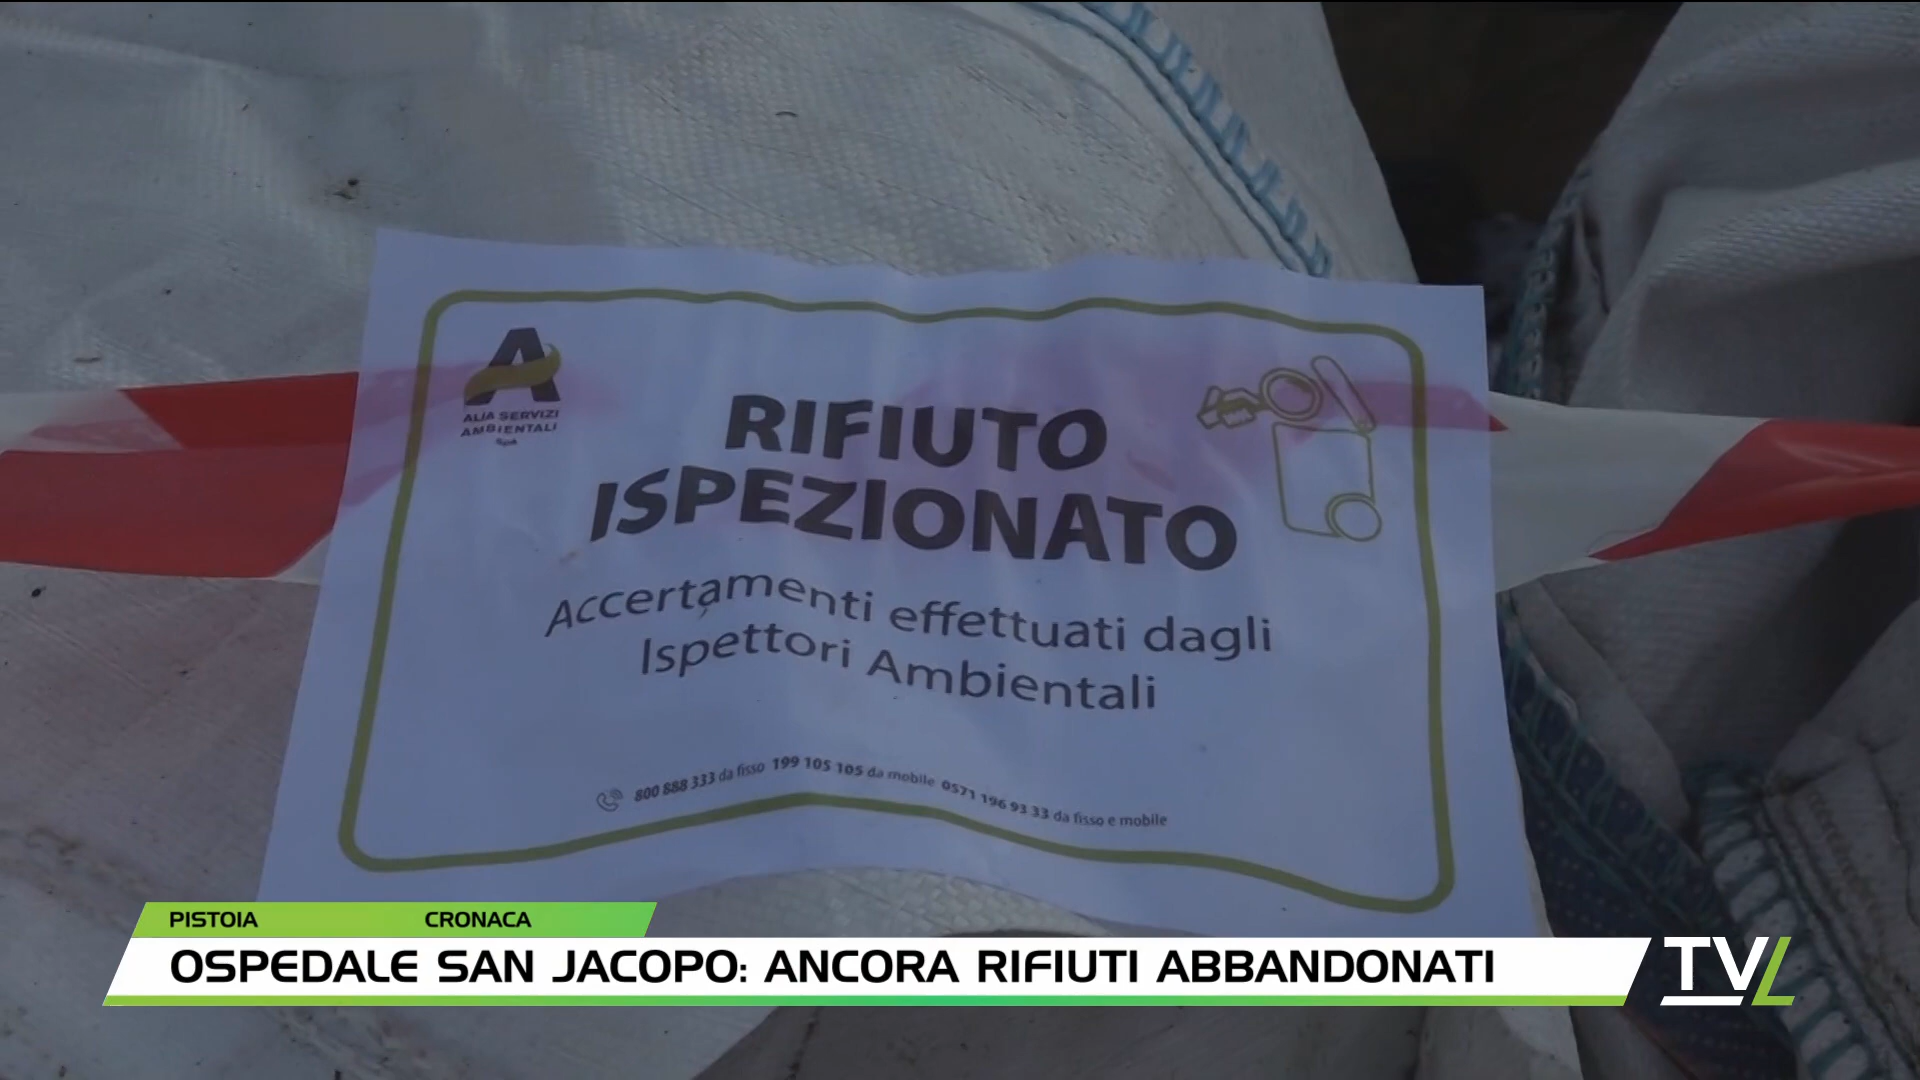 ALIA SERVIZI
AMBIENTALI
SpA
RIFIUTO
ISPEZIONATO
Accertamenti effettuati dagli
Ispettori Ambientali
800 888 333 da fisso 199 105 105 da mobile 0571 196 93 33 da fisso e mobile
PISTOIA CRONACA
OSPEDALE SAN JACOPO: ANCORA RIFIUTI ABBANDONATI
TVL